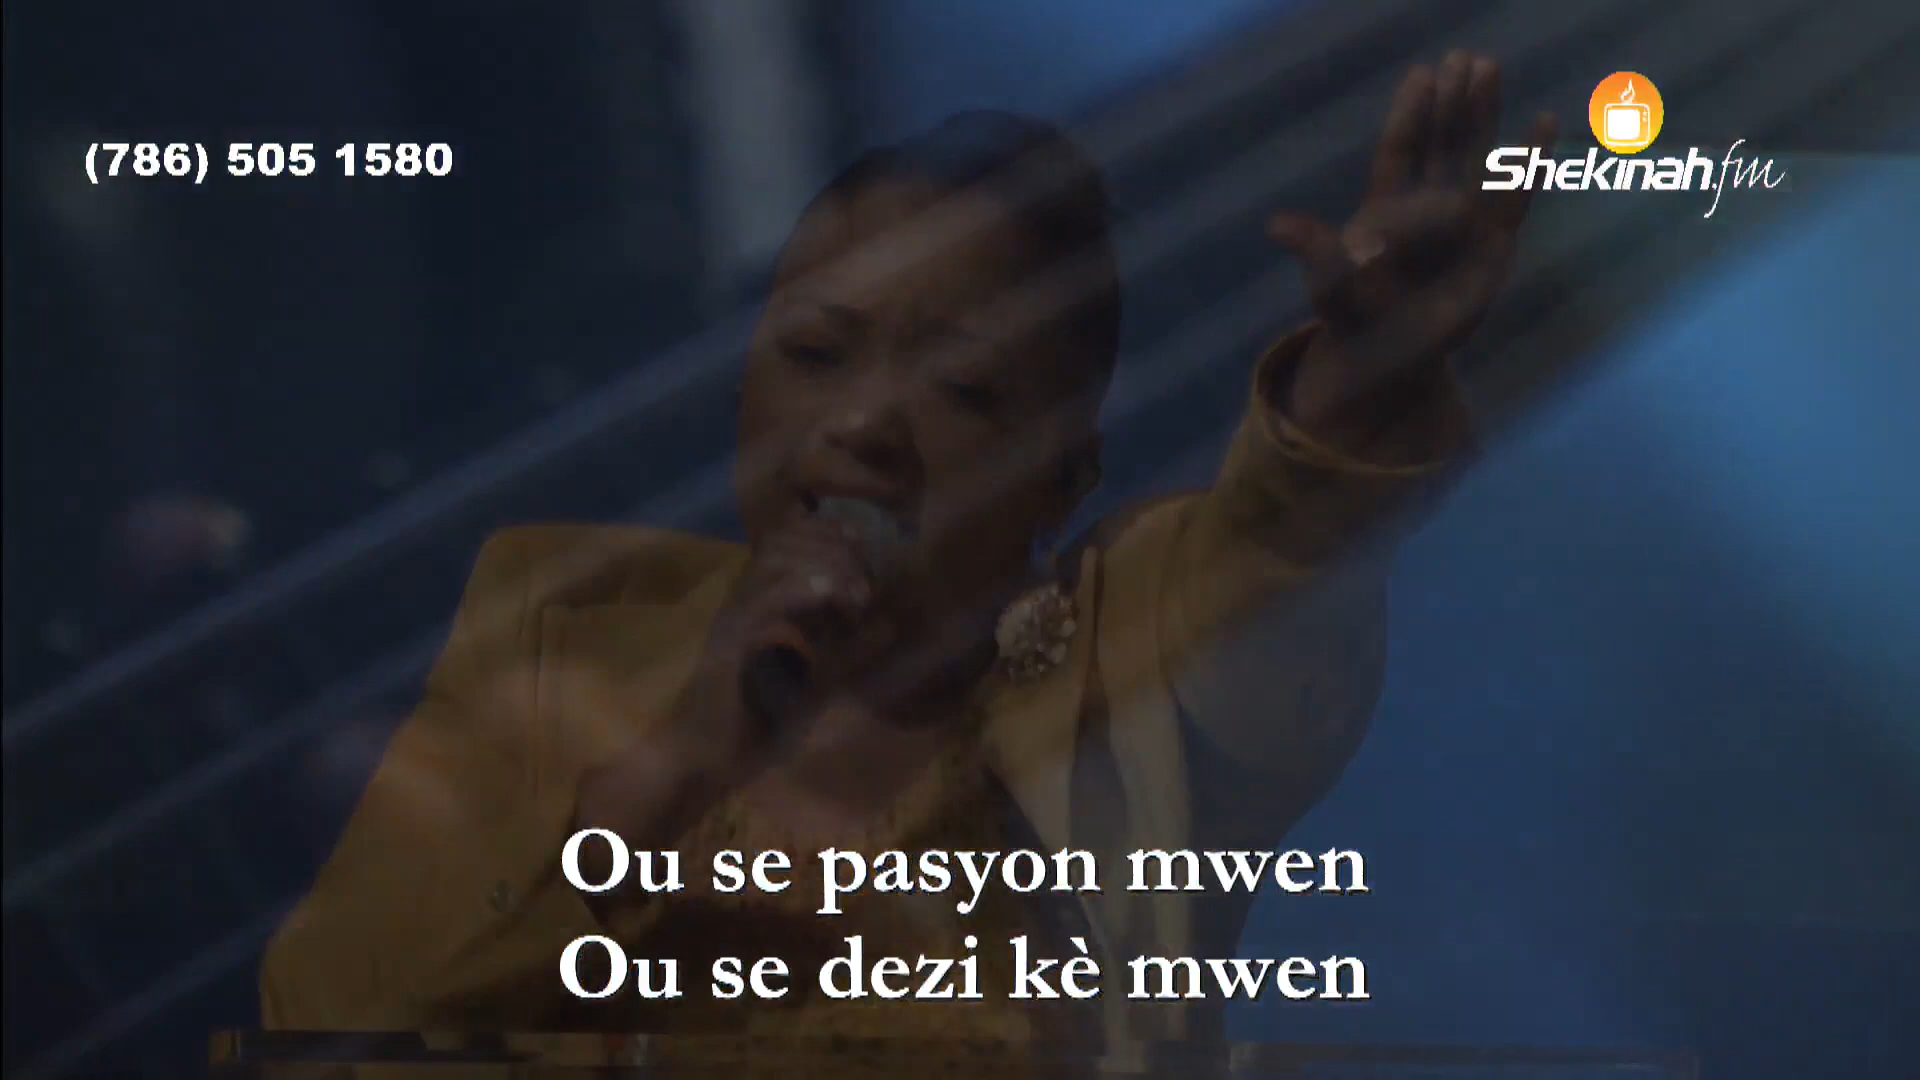 (786) 505 1580
Shekinah.fm
Ou se pasyon mwen
Ou se dezi kè mwen